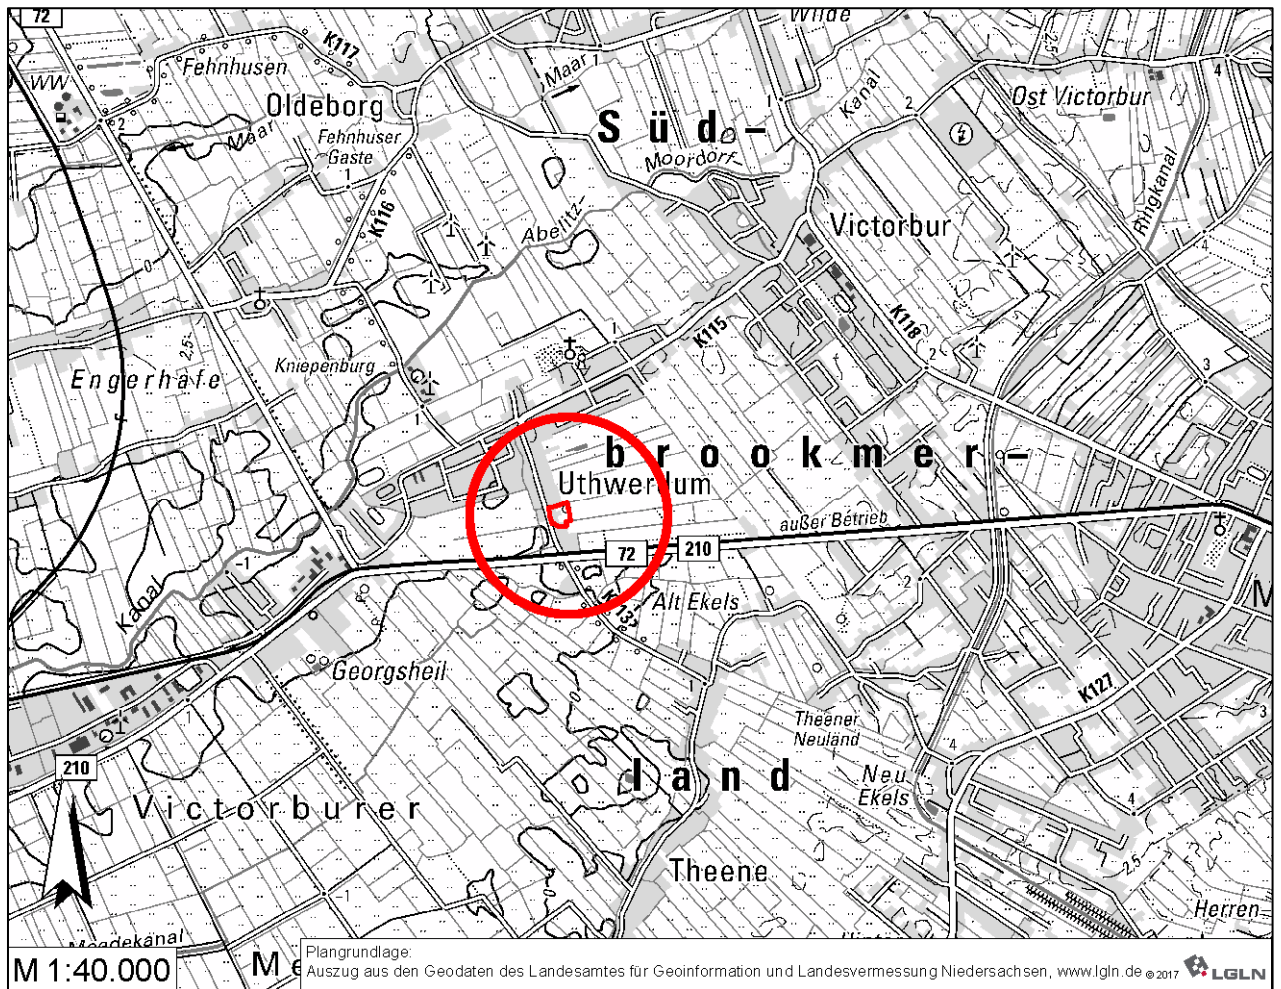 72
WW
Fehnhusen
K117
Oldeborg
Maar
Fehnhuser
Gaste
K116
Maar
Wilde
Süd-
Moordorf
Kanal
Ost Victorbur
Ringkanal
Victorbur
Abelitz-
K115
K118
Kniepenburg
Engerhafe
brookmer-
Uthwerdum
außer Betrieb
72
210
Alt Ekels
Kanal
Georgsheil
K127
Theener
Neuland
Neu
Ekels
land
210
Victorburer
Theene
Herren-
M 1:40.000
Plangrundlage:
Auszug aus den Geodaten des Landesamtes für Geoinformation und Landesvermessung Niedersachsen, www.lgln.de © 2017
LGLN